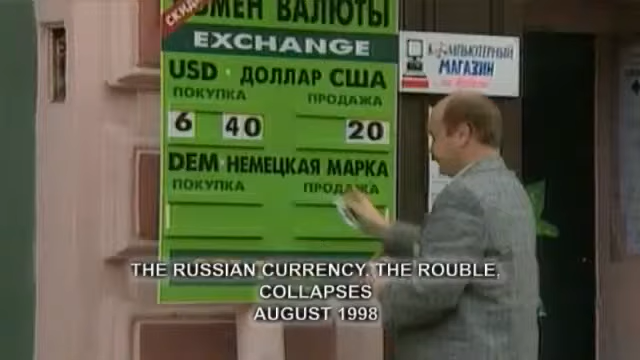 ОБМЕН ВАЛЮТЫ
EXCHANGE
USD · ДОЛЛАР США
ПОКУПКА ПРОДАЖА
6 40 20
DEM НЕМЕЦКАЯ МАРКА
ПОКУПКА ПРОДАЖА
КОМПЬЮТЕРНЫЙ
МАГАЗИН
THE RUSSIAN CURRENCY. THE ROUBLE,
COLLAPSES
AUGUST 1998